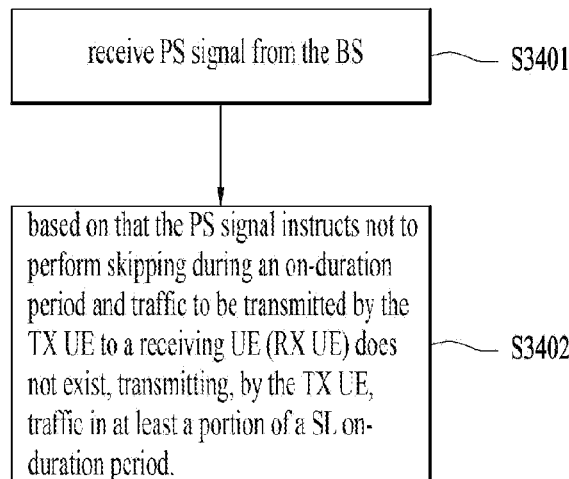 receive PS signal from the BS
S3401
based on that the PS signal instructs not to
perform skipping during an on-duration
period and traffic to be transmitted by the
TX UE to a receiving UE (RX UE) does
not exist, transmitting, by the TX UE,
traffic in at least a portion of a SL on-
duration period.
S3402